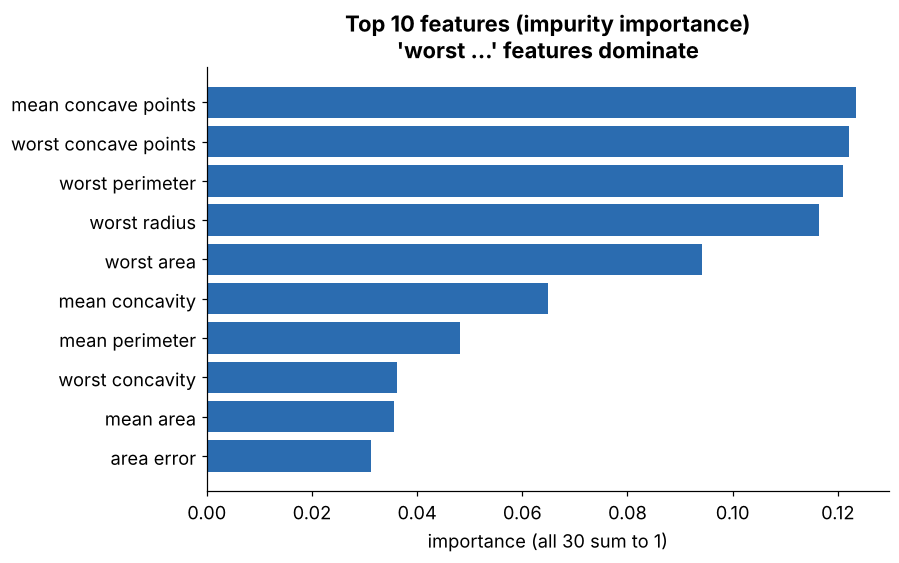 Top 10 features (impurity importance)
'worst ...' features dominate
mean concave points
worst concave points
worst perimeter
worst radius
worst area
mean concavity
mean perimeter
worst concavity
mean area
area error
0.00 0.02 0.04 0.06 0.08 0.10 0.12
importance (all 30 sum to 1)